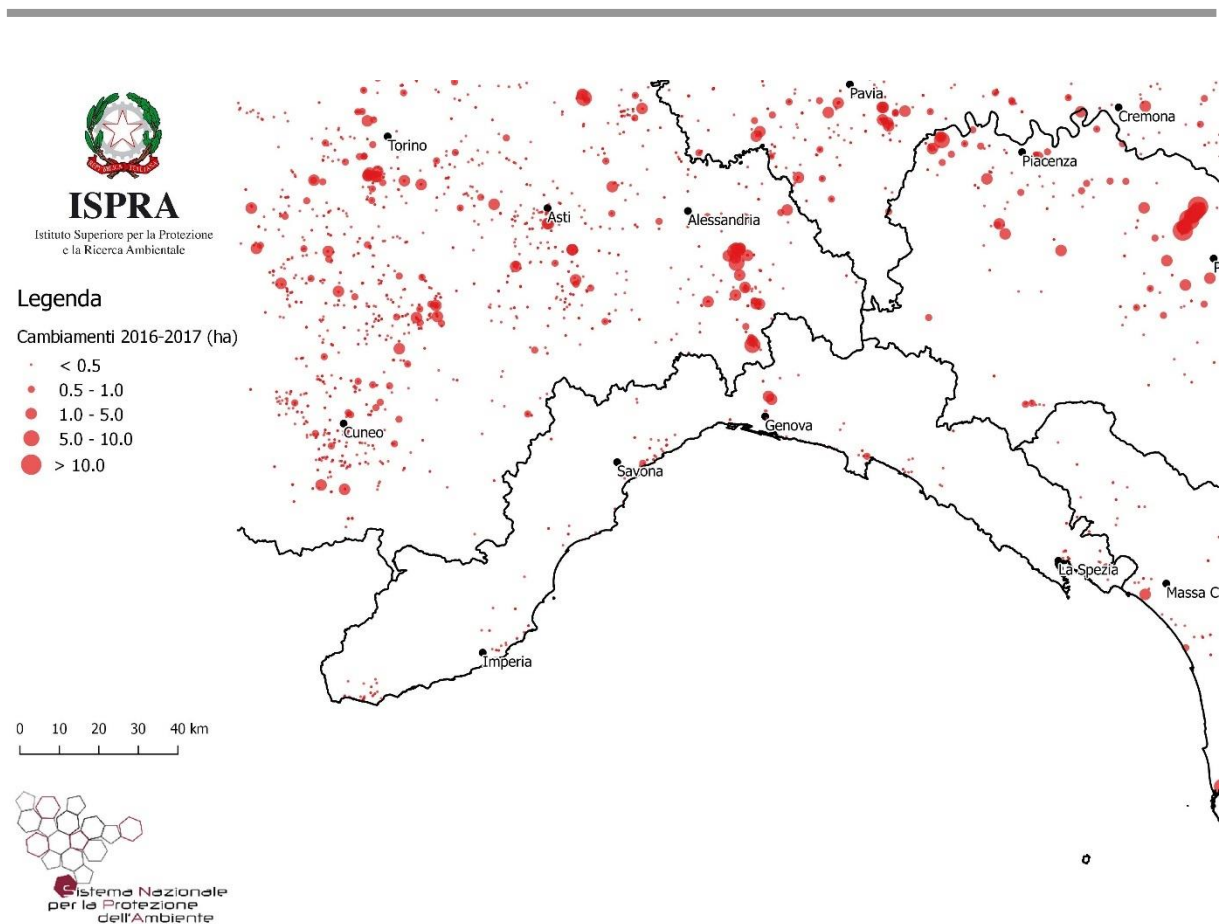 ISPRA
Istituto Superiore per la Protezione
e la Ricerca Ambientale
Legenda
Cambiamenti 2016-2017 (ha)
< 0.5
0.5 - 1.0
1.0 - 5.0
5.0 - 10.0
> 10.0
Pavia
Cremona
Torino
Piacenza
Asti
Alessandria
P
Cuneo
Genova
Savona
La Spezia
Massa C
Imperia
0 10 20 30 40 km
Sistema Nazionale
per la Protezione
dell'Ambiente